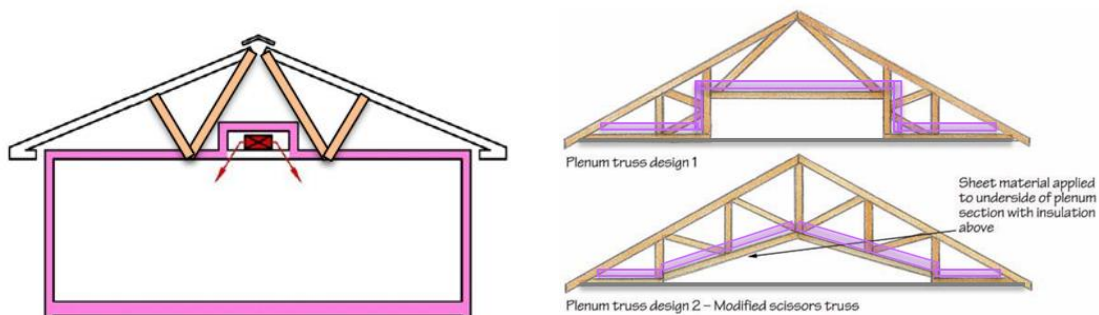 Plenum truss design 1
Sheet material applied
to underside of plenum
section with insulation
above
Plenum truss design 2 – Modified scissors truss